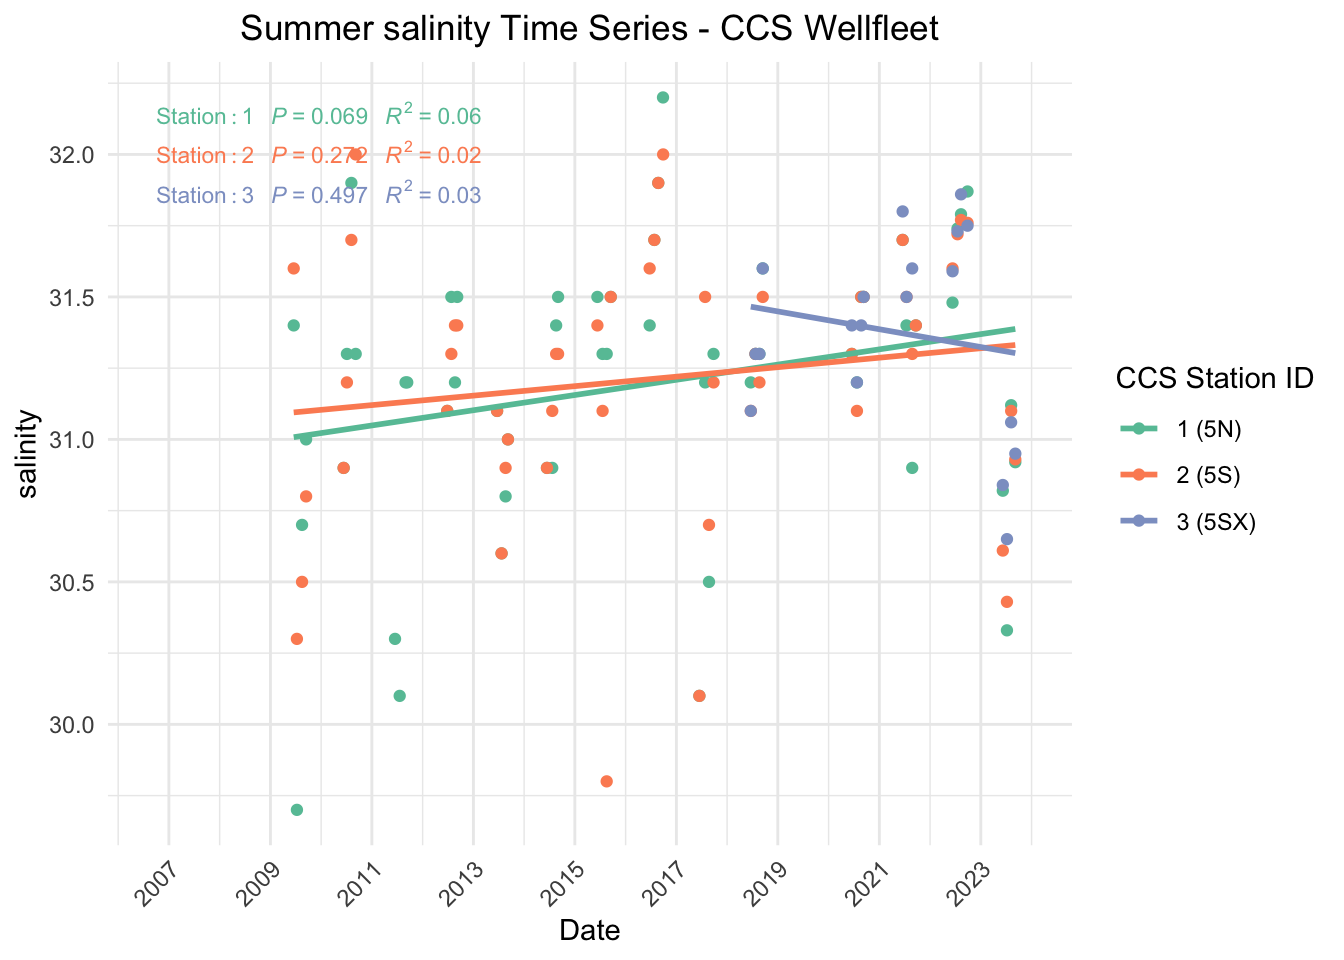 Summer salinity Time Series - CCS Wellfleet
Station : 1 P = 0.069 R² = 0.06
Station : 2 P = 0.272 R² = 0.02
Station : 3 P = 0.497 R² = 0.03
32.0
31.5
31.0
30.5
30.0
salinity
2007
2009
2011
2013
2015
2017
2019
2021
2023
Date
CCS Station ID
1 (5N)
2 (5S)
3 (5SX)